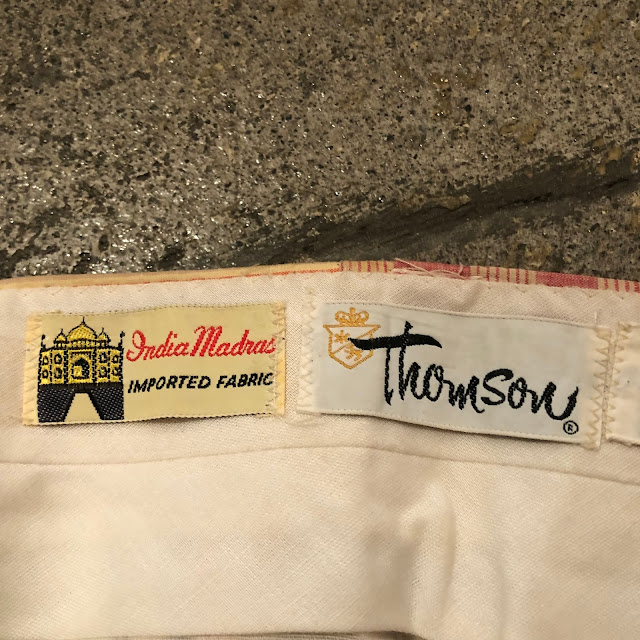 India Madras
IMPORTED FABRIC
Thomson
®